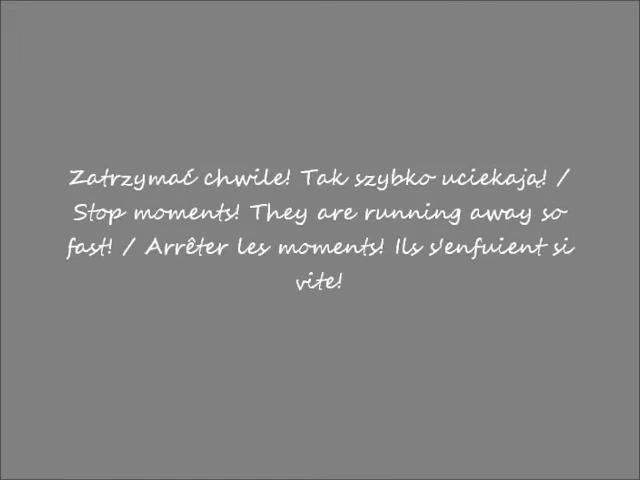 Zatrzymać chwile! Tak szybko uciekają! /
Stop moments! They are running away so
fast! / Arrêter les moments! Ils s'enfuient si
vite!